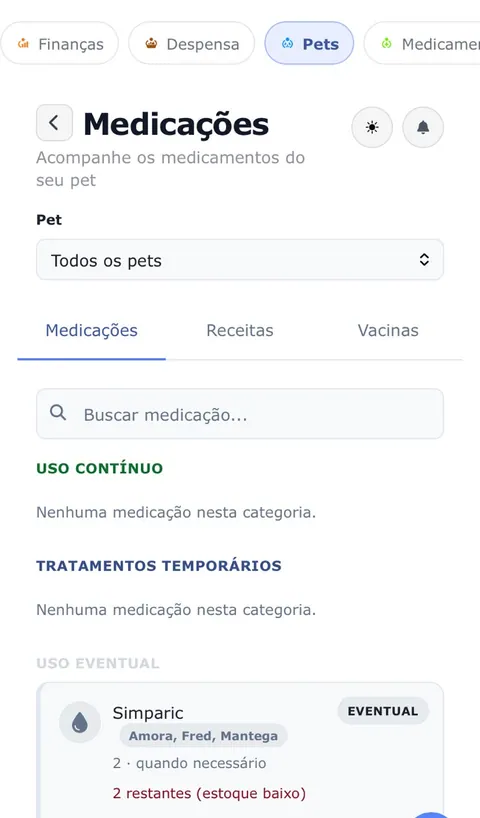 Finanças
Despensa
Pets
Medicamen
Medicações
Acompanhe os medicamentos do
seu pet
Pet
Todos os pets
Medicações
Receitas
Vacinas
Buscar medicação...
USO CONTÍNUO
Nenhuma medicação nesta categoria.
TRATAMENTOS TEMPORÁRIOS
Nenhuma medicação nesta categoria.
USO EVENTUAL
Simparic
EVENTUAL
Amora, Fred, Mantega
2 · quando necessário
2 restantes (estoque baixo)